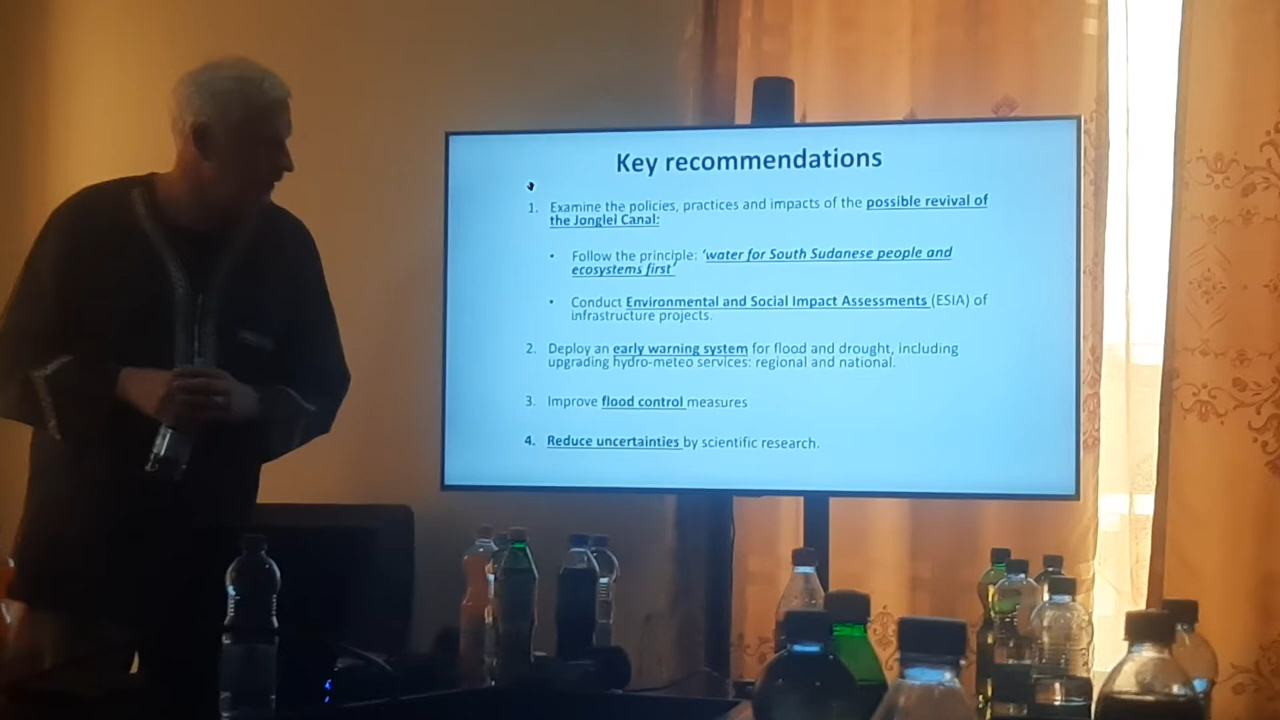 Key recommendations
1. Examine the policies, practices and impacts of the possible revival of
the Jonglei Canal:
• Follow the principle: ‘water for South Sudanese people and
ecosystems first’
• Conduct Environmental and Social Impact Assessments (ESIA) of
infrastructure projects.
2. Deploy an early warning system for flood and drought, including
upgrading hydro-meteo services: regional and national.
3. Improve flood control measures
4. Reduce uncertainties by scientific research.